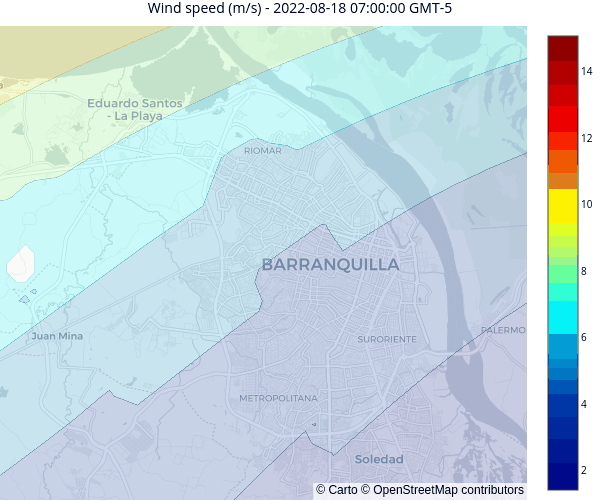 Wind speed (m/s) - 2022-08-18 07:00:00 GMT-5
Eduardo Santos
- La Playa
RIOMAR
BARRANQUILLA
Juan Mina
SURORIENTE
PALERMO
METROPOLITANA
Soledad
14
12
10
8
6
4
2
© Carto © OpenStreetMap contributors